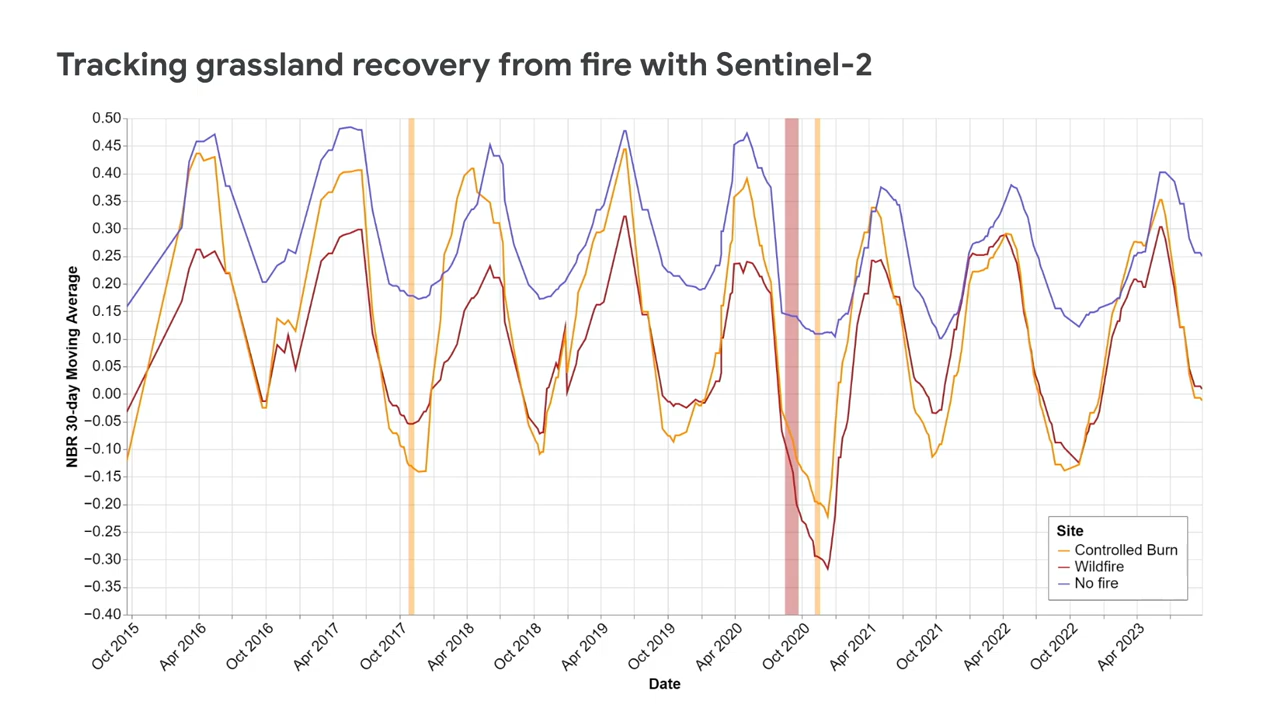 Tracking grassland recovery from fire with Sentinel-2
NBR 30-day Moving Average
0.50
0.45
0.40
0.35
0.30
0.25
0.20
0.15
0.10
0.05
0.00
−0.05
−0.10
−0.15
−0.20
−0.25
−0.30
−0.35
−0.40
Site
Controlled Burn
Wildfire
No fire
Oct 2015
Apr 2016
Oct 2016
Apr 2017
Oct 2017
Apr 2018
Oct 2018
Apr 2019
Oct 2019
Apr 2020
Oct 2020
Apr 2021
Oct 2021
Apr 2022
Oct 2022
Apr 2023
Date